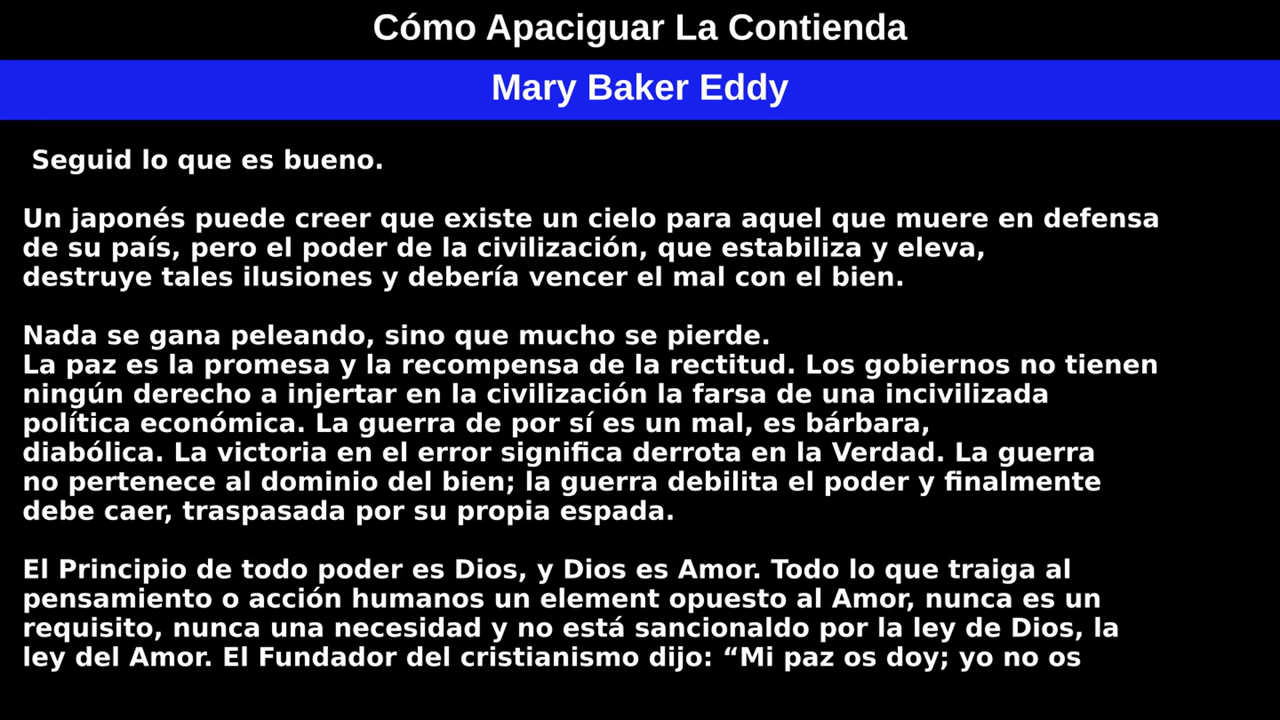 Cómo Apaciguar La Contienda
Mary Baker Eddy
Seguid lo que es bueno.
Un japonés puede creer que existe un cielo para aquel que muere en defensa
de su país, pero el poder de la civilización, que estabiliza y eleva,
destruye tales ilusiones y debería vencer el mal con el bien.
Nada se gana peleando, sino que mucho se pierde.
La paz es la promesa y la recompensa de la rectitud. Los gobiernos no tienen
ningún derecho a injertar en la civilización la farsa de una incivilizada
política económica. La guerra de por sí es un mal, es bárbara,
diabólica. La victoria en el error significa derrota en la Verdad. La guerra
no pertenece al dominio del bien; la guerra debilita el poder y finalmente
debe caer, traspasada por su propia espada.
El Principio de todo poder es Dios, y Dios es Amor. Todo lo que traiga al
pensamiento o acción humanos un element opuesto al Amor, nunca es un
requisito, nunca una necesidad y no está sancionaldo por la ley de Dios, la
ley del Amor. El Fundador del cristianismo dijo: “Mi paz os doy; yo no os